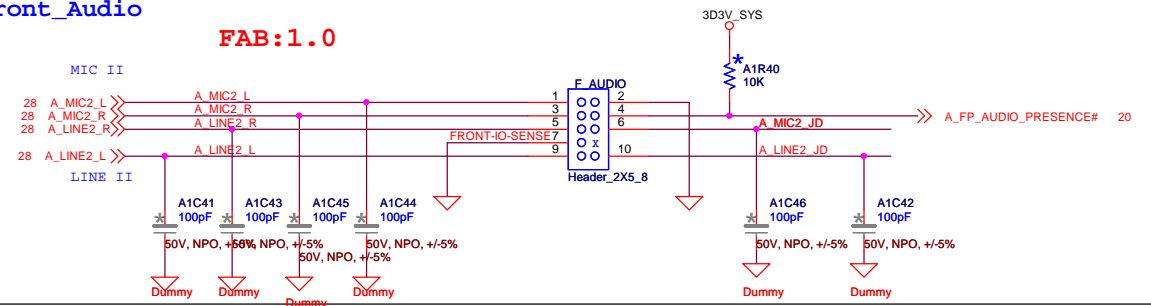 ront_Audio
FAB:1.0
3D3V_SYS
MIC II
A1R40
10K
F_AUDIO
28 A_MIC2_L A_MIC2_L 1 2
28 A_MIC2_R A_MIC2_R 3 4 A_FP_AUDIO_PRESENCE# 20
28 A_LINE2_R A_LINE2_R 5 6 A_MIC2_JD
FRONT-IO-SENSE 7 x
28 A_LINE2_L A_LINE2_L 9 10 A_LINE2_JD
LINE II
Header_2X5_8
A1C41 A1C43 A1C45 A1C44 A1C46 A1C42
100pF 100pF 100pF 100pF 100pF 100pF
50V, NPO, +/-5% 50V, NPO, +/-5% 50V, NPO, +/-5% 50V, NPO, +/-5% 50V, NPO, +/-5%
50V, NPO, +/-5%
Dummy Dummy Dummy Dummy Dummy
Dummy